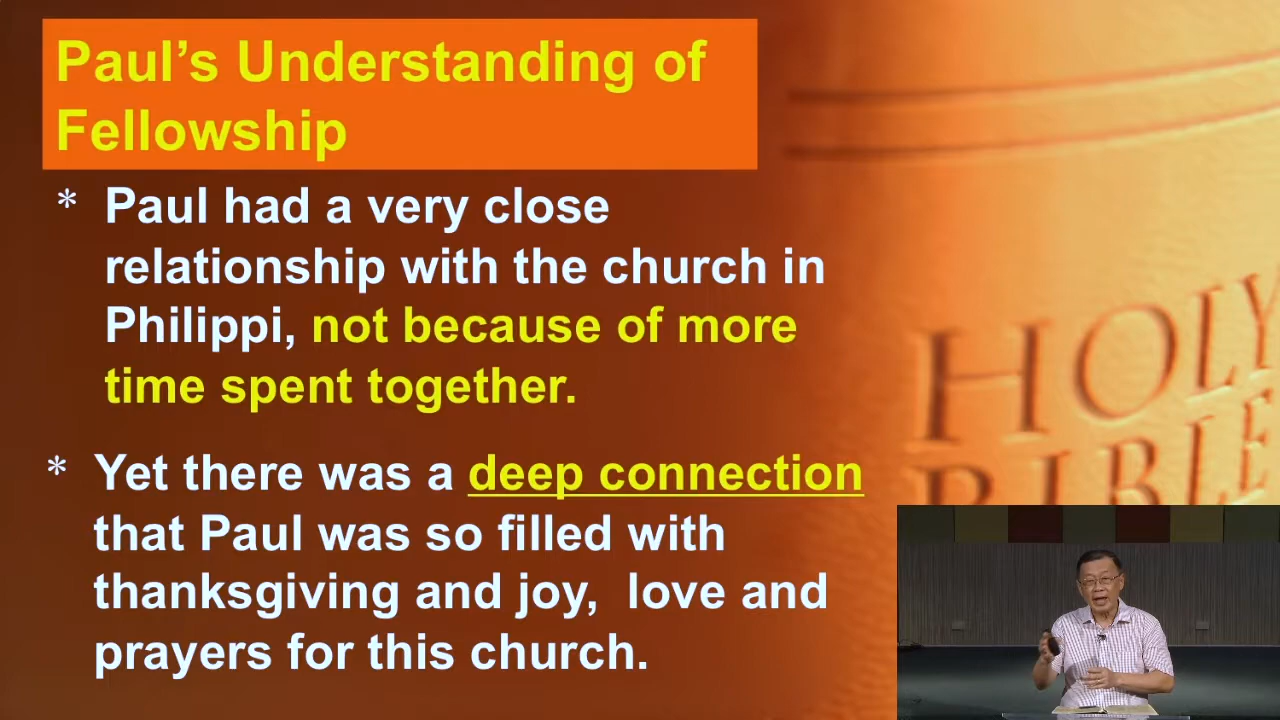 Paul’s Understanding of
Fellowship
* Paul had a very close
relationship with the church in
Philippi, not because of more
time spent together.
* Yet there was a deep connection
that Paul was so filled with
thanksgiving and joy, love and
prayers for this church.
HOLY
BIBLE